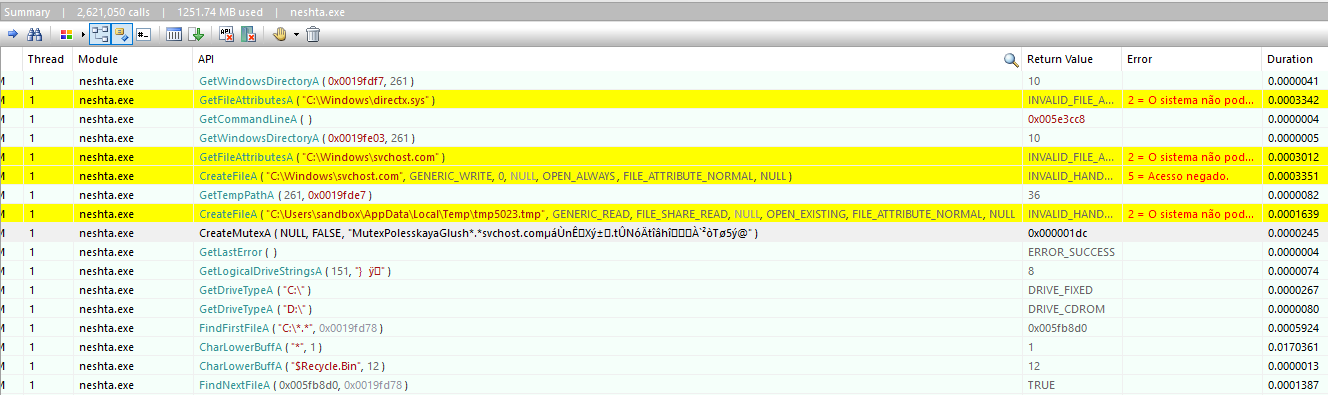 Summary | 2,621,050 calls | 1251.74 MB used | neshta.exe
Thread Module API Return Value Error Duration
1 neshta.exe GetWindowsDirectoryA ( 0x0019fdf7, 261 ) 10 0.0000041
1 neshta.exe GetFileAttributesA ( "C:\Windows\directx.sys" ) INVALID_FILE_A... 2 = O sistema não pod... 0.0003342
1 neshta.exe GetCommandLineA ( ) 0x005e3cc8 0.0000004
1 neshta.exe GetWindowsDirectoryA ( 0x0019fe03, 261 ) 10 0.0000005
1 neshta.exe GetFileAttributesA ( "C:\Windows\svchost.com" ) INVALID_FILE_A... 2 = O sistema não pod... 0.0003012
1 neshta.exe CreateFileA ( "C:\Windows\svchost.com", GENERIC_WRITE, 0, NULL, OPEN_ALWAYS, FILE_ATTRIBUTE_NORMAL, NULL ) INVALID_HAND... 5 = Acesso negado. 0.0003351
1 neshta.exe GetTempPathA ( 261, 0x0019fde7 ) 36 0.0000082
1 neshta.exe CreateFileA ( "C:\Users\sandbox\AppData\Local\Temp\tmp5023.tmp", GENERIC_READ, FILE_SHARE_READ, NULL, OPEN_EXISTING, FILE_ATTRIBUTE_NORMAL, NULL INVALID_HAND... 2 = O sistema não pod... 0.0001639
1 neshta.exe CreateMutexA ( NULL, FALSE, 0x000001dc 0.0000245
1 neshta.exe GetLastError ( ) ERROR_SUCCESS 0.0000004
1 neshta.exe GetLogicalDriveStringsA ( 151, 8 0.0000074
1 neshta.exe GetDriveTypeA ( "C:\" ) DRIVE_FIXED 0.0000267
1 neshta.exe GetDriveTypeA ( "D:\" ) DRIVE_CDROM 0.0000080
1 neshta.exe FindFirstFileA ( "C:\*.*", 0x0019fd78 ) 0x005fb8d0 0.0005924
1 neshta.exe CharLowerBuffA ( "*", 1 ) 1 0.0170361
1 neshta.exe CharLowerBuffA ( "$Recycle.Bin", 12 ) 12 0.0000013
1 neshta.exe FindNextFileA ( 0x005fb8d0, 0x0019fd78 ) TRUE 0.0001387